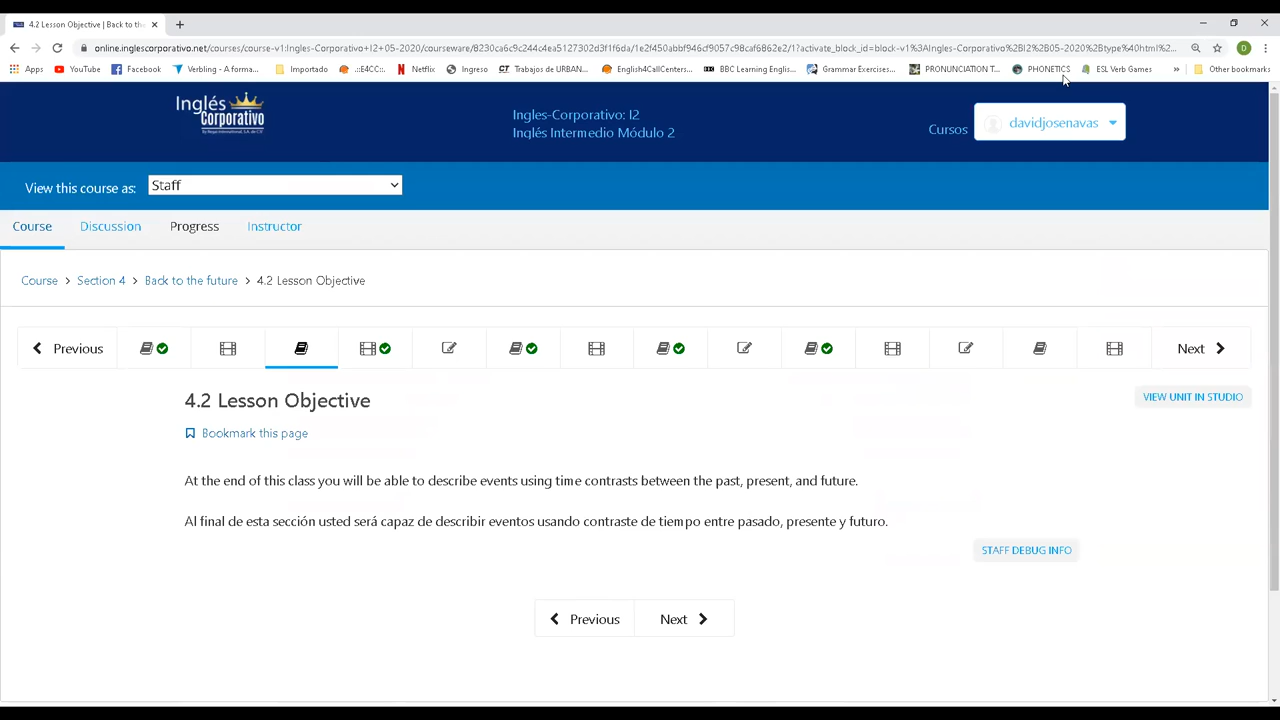 4.2 Lesson Objective | Back to th
online.inglescorporativo.net/courses/course-v1:Ingles-Corporativo+I2+05-2020/courseware/8230ca6c9c244c4ea5127302d3f1f6da/1e2f450abbf946cf9057c98caf9b62e2/1?activate_block_id=block-v1%3AIngles-Corporativo%2BI2%2B05-2020%2Btype%40html%2...
D
Apps YouTube Facebook Verbling - A forma... Importado .::E4CC::. Netflix Ingreso CT Trabajos de URBAN... English4CallCenters... BBC Learning Englis... Grammar Exercises... PRONUNCIATION T... PHONETICS ESL Verb Games » Other bookmarks
Inglés
Corporativo
Ingles-Corporativo: I2
Inglés Intermedio Módulo 2
Cursos
davidjosenavas
View this course as: Staff
Course Discussion Progress Instructor
Course > Section 4 > Back to the future > 4.2 Lesson Objective
Previous Next
4.2 Lesson Objective
VIEW UNIT IN STUDIO
Bookmark this page
At the end of this class you will be able to describe events using time contrasts between the past, present, and future.
Al final de esta sección usted será capaz de describir eventos usando contraste de tiempo entre pasado, presente y futuro.
STAFF DEBUG INFO
Previous Next